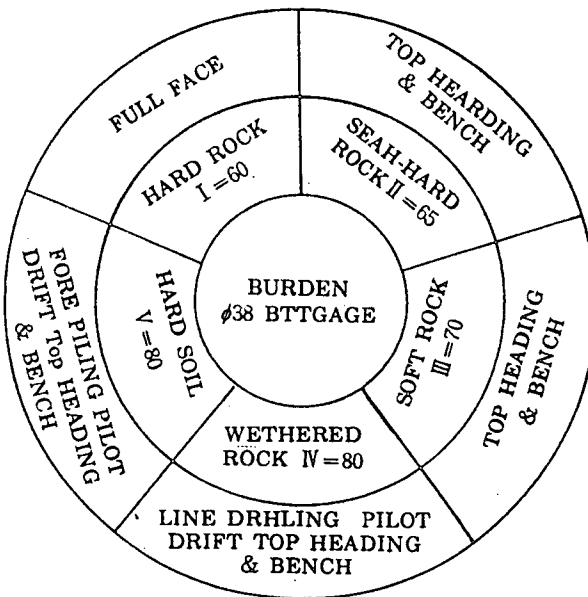 FULL FACE
TOP HEARDING
& BENCH
HARD ROCK
I=60
SEAH-HARD
ROCK II=65
BURDEN
ϕ38 BTTGAGE
FORE PILING PILOT
DRIFT Top HEADING
& BENCH
HARD SOIL
V=80
SOFT ROCK
III=70
TOP HEADING
& BENCH
WETHERED
ROCK IV=80
LINE DRHLING PILOT
DRIFT TOP HEADING
& BENCH